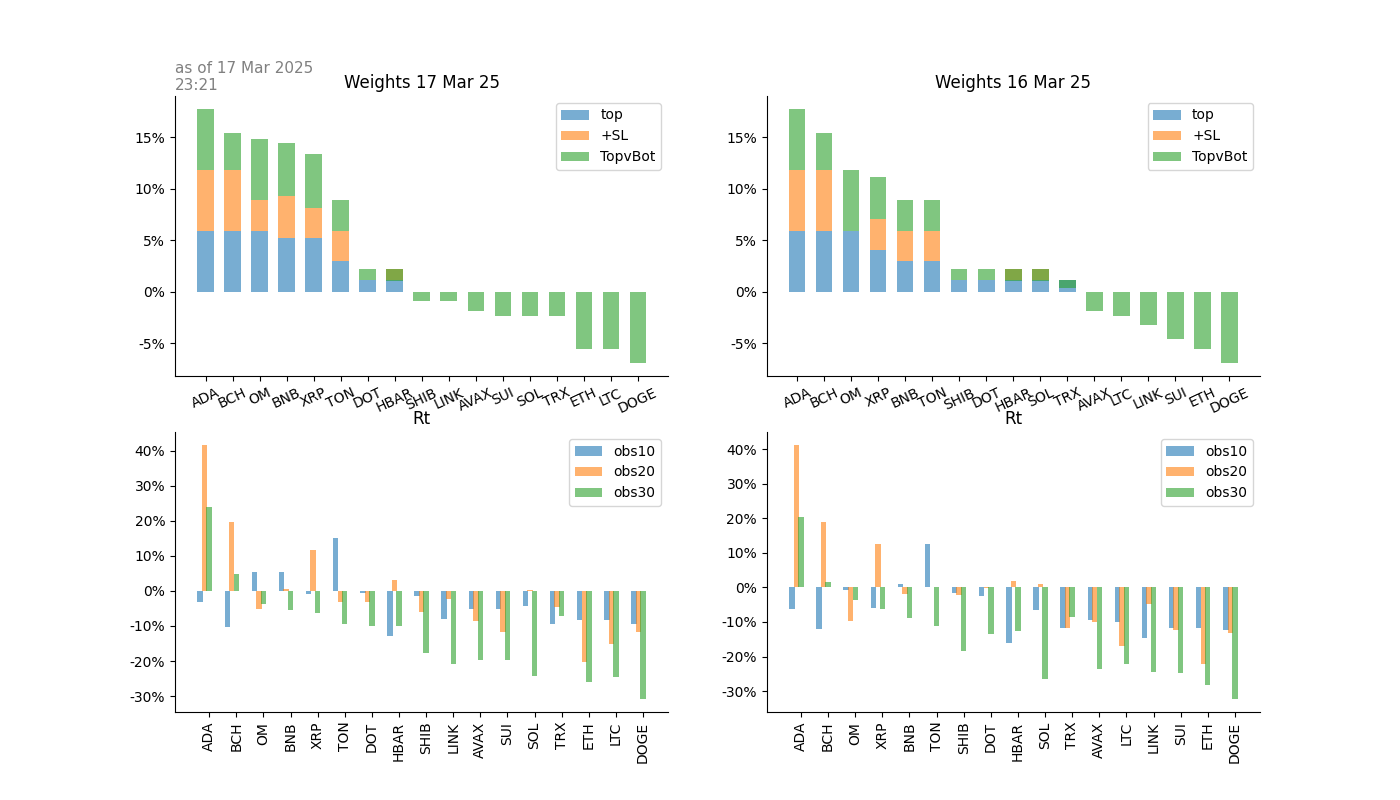 as of 17 Mar 2025
23:21
Weights 17 Mar 25
top
+SL
TopvBot
15%
10%
5%
0%
-5%
ADA BCH OM BNB XRP TON DOT HBAR SHIB LINK AVAX SUI SOL TRX ETH LTC DOGE
Weights 16 Mar 25
top
+SL
TopvBot
15%
10%
5%
0%
-5%
ADA BCH OM XRP BNB TON SHIB DOT HBAR SOL TRX AVAX LTC LINK SUI ETH DOGE
Rt
obs10
obs20
obs30
40%
30%
20%
10%
0%
-10%
-20%
-30%
ADA BCH OM BNB XRP TON DOT HBAR SHIB LINK AVAX SUI SOL TRX ETH LTC DOGE
Rt
obs10
obs20
obs30
40%
30%
20%
10%
0%
-10%
-20%
-30%
ADA BCH OM XRP BNB TON SHIB DOT HBAR SOL TRX AVAX LTC LINK SUI ETH DOGE